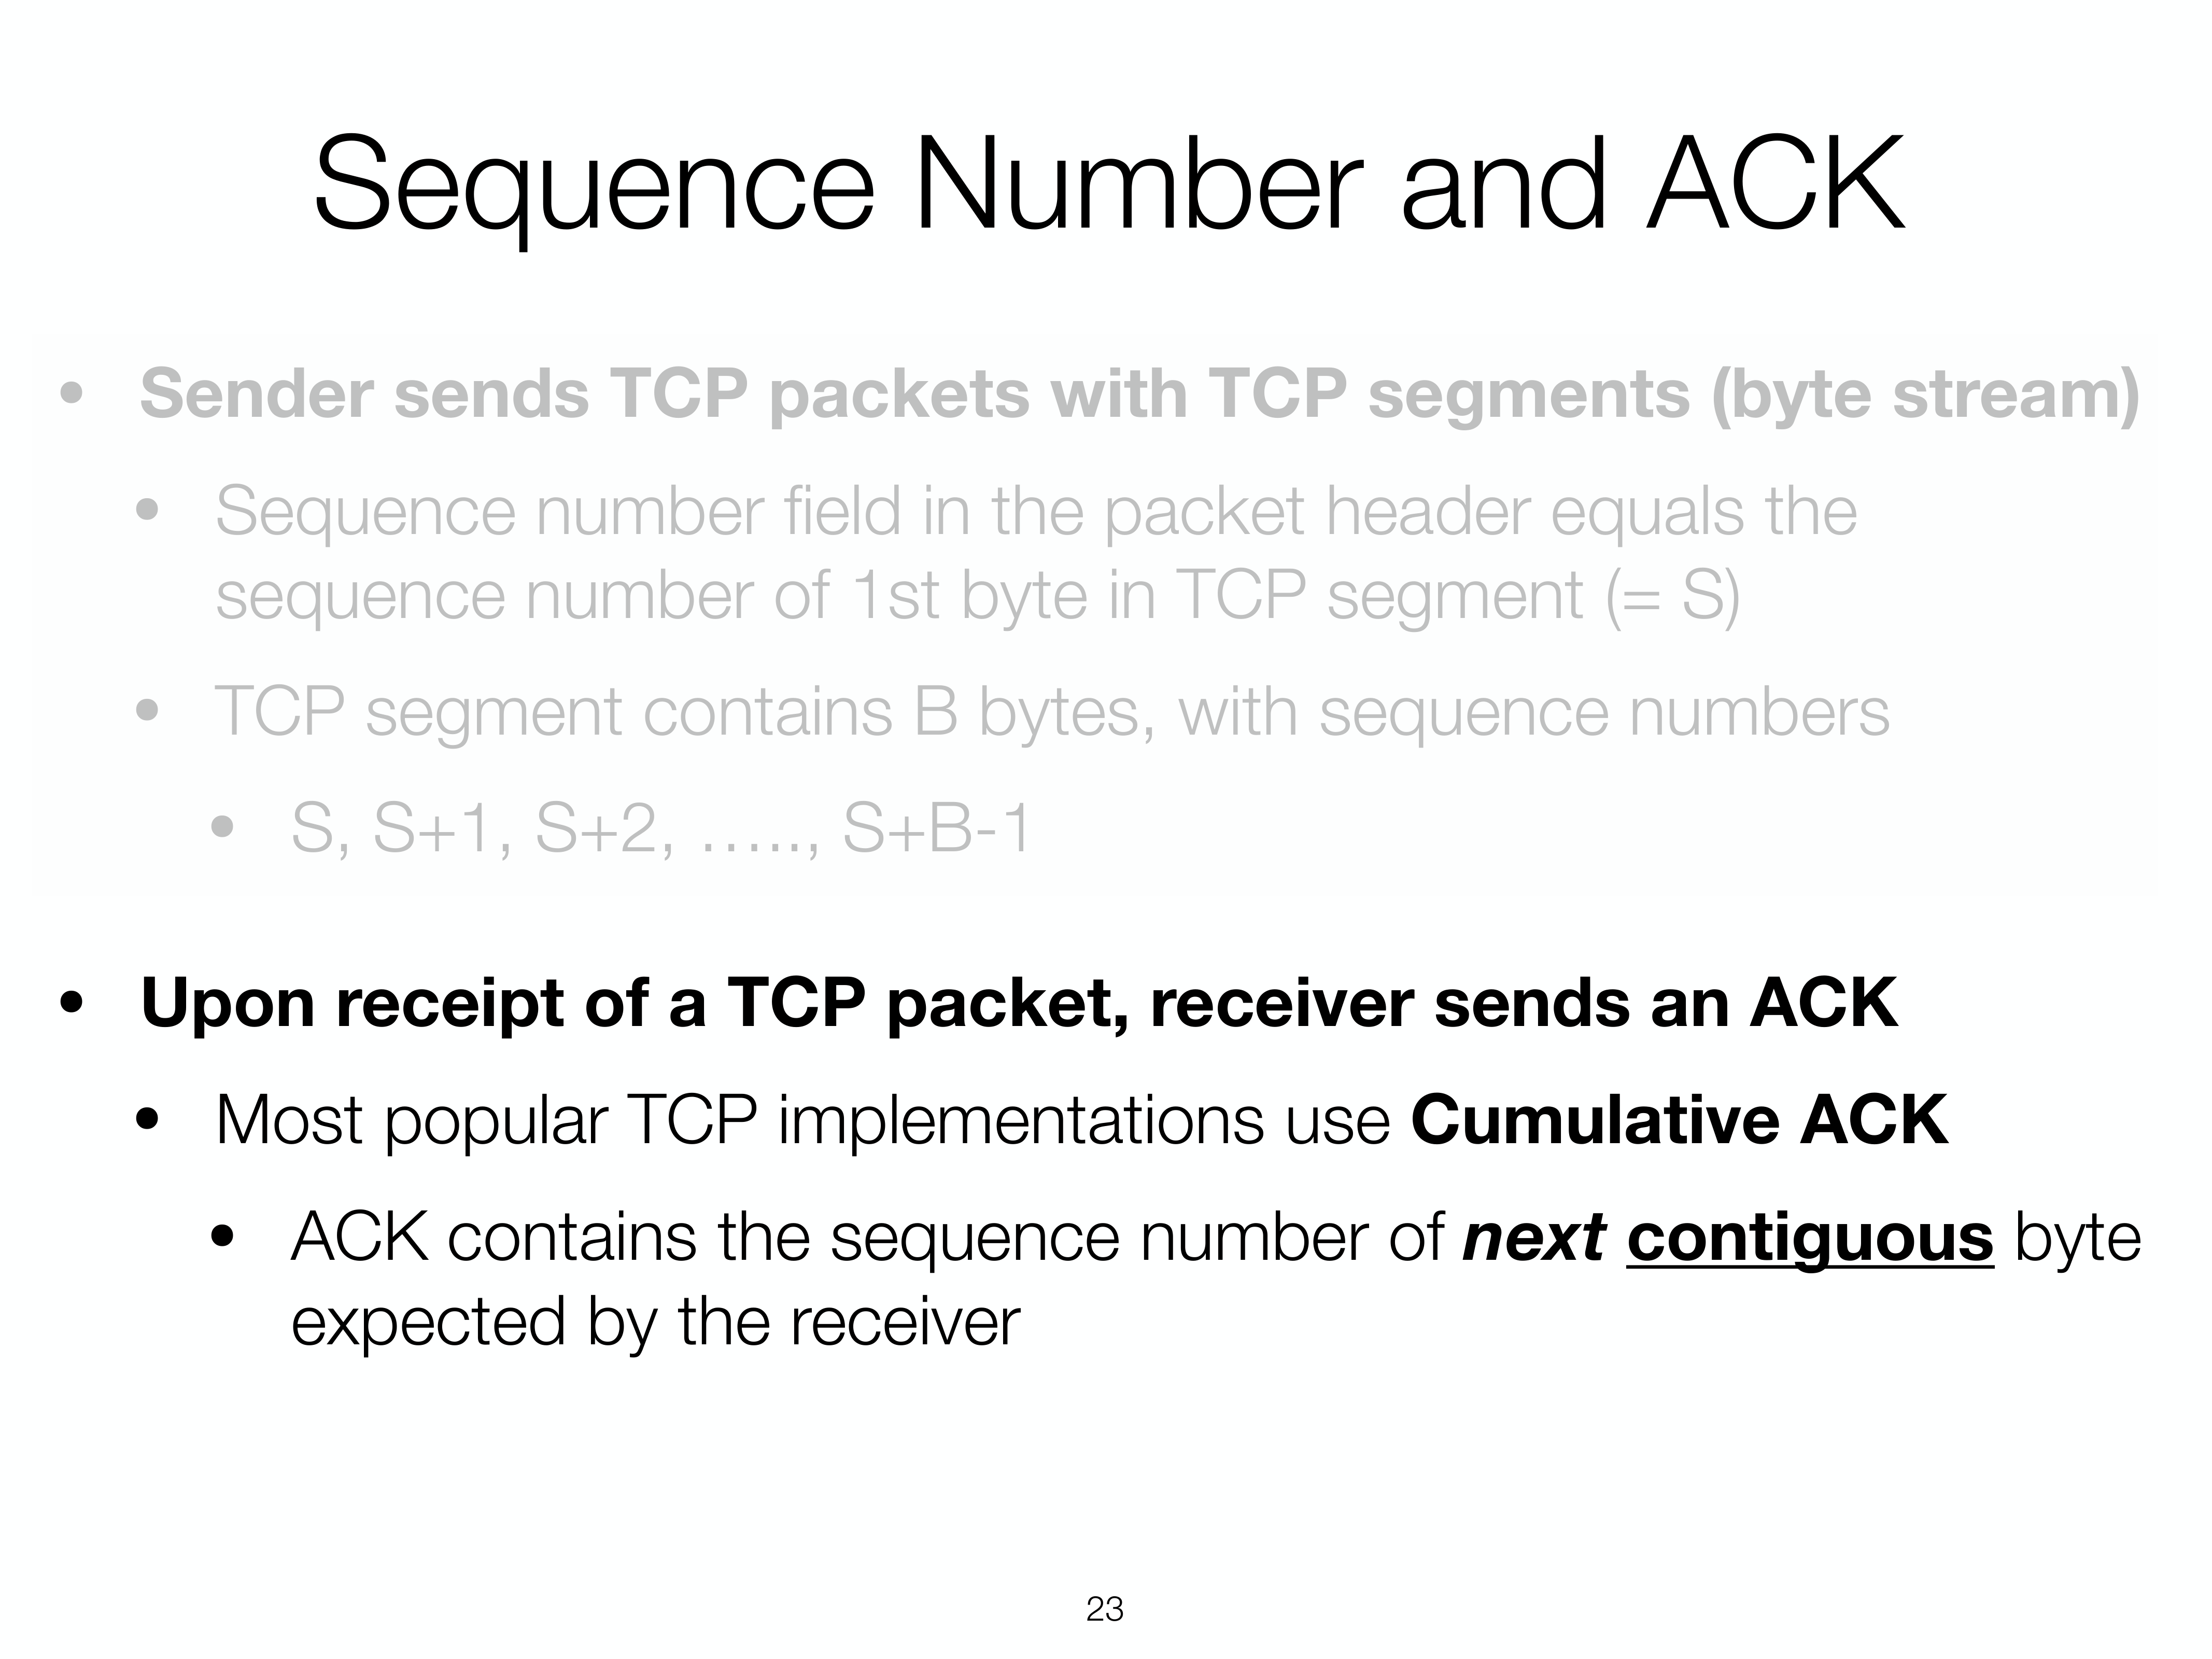 Sequence Number and ACK
• Sender sends TCP packets with TCP segments (byte stream)
• Sequence number field in the packet header equals the
sequence number of 1st byte in TCP segment (= S)
• TCP segment contains B bytes, with sequence numbers
• S, S+1, S+2, ....., S+B-1
• Upon receipt of a TCP packet, receiver sends an ACK
• Most popular TCP implementations use Cumulative ACK
• ACK contains the sequence number of next contiguous byte
expected by the receiver
23